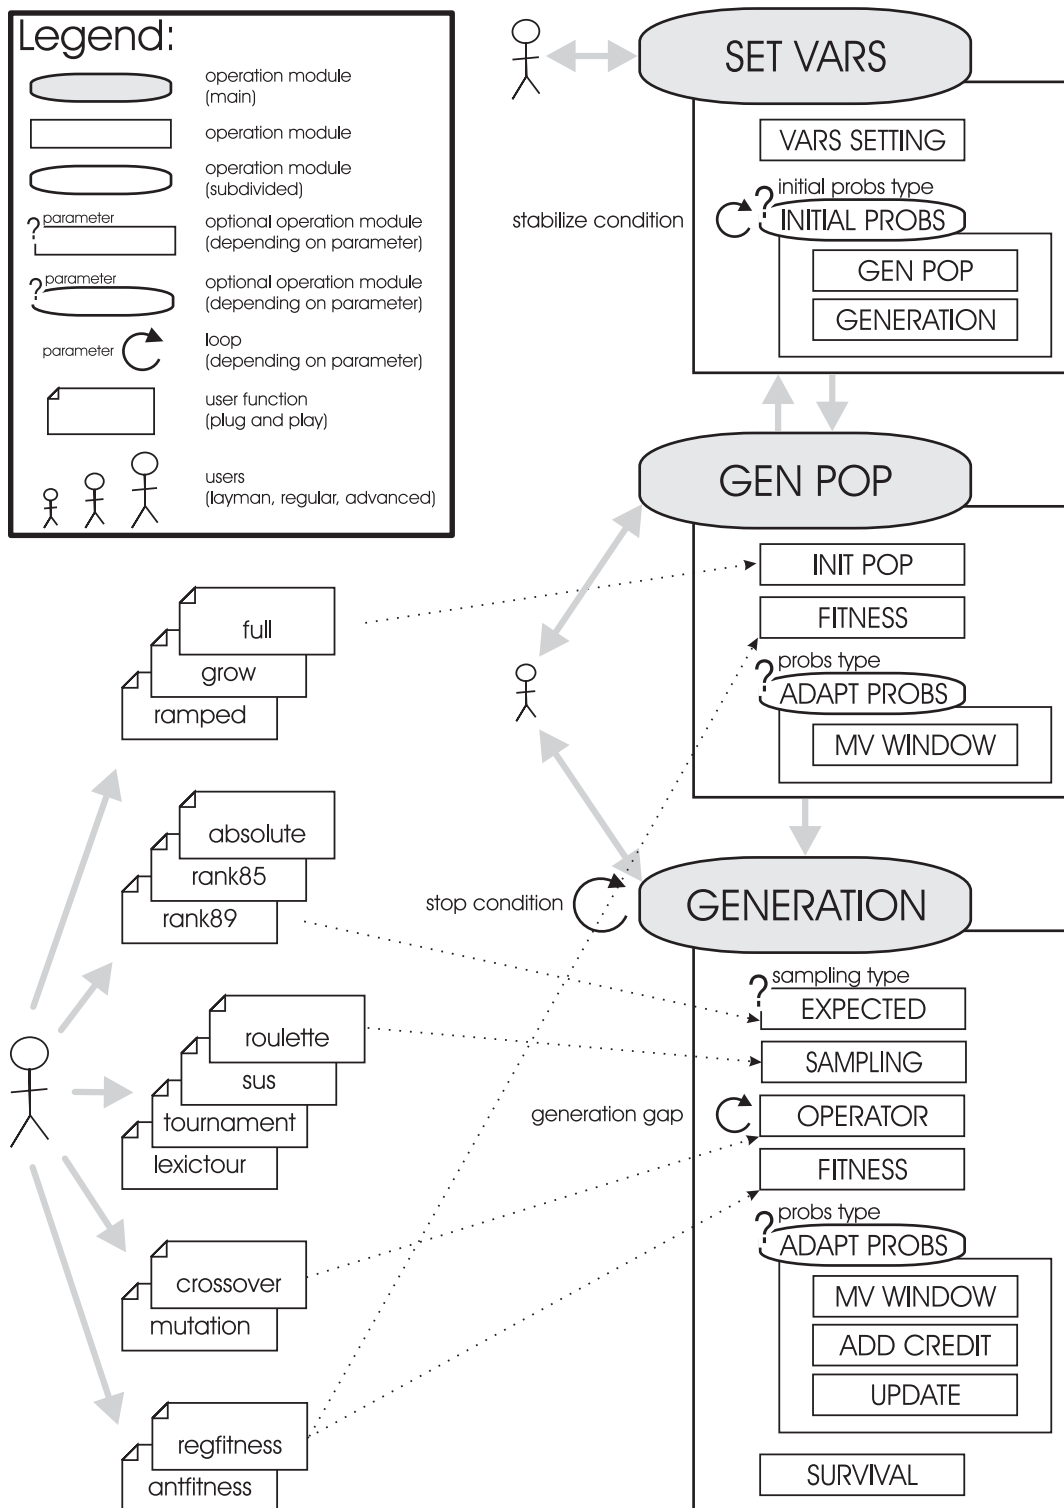 Legend:
operation module
(main)
operation module
operation module
(subdivided)
? parameter
optional operation module
(depending on parameter)
? parameter
optional operation module
(depending on parameter)
parameter
loop
(depending on parameter)
user function
(plug and play)
users
(layman, regular, advanced)
SET VARS
VARS SETTING
? initial probs type
stabilize condition
INITIAL PROBS
GEN POP
GENERATION
GEN POP
INIT POP
FITNESS
? probs type
ADAPT PROBS
MV WINDOW
full
grow
ramped
absolute
rank85
rank89
roulette
sus
tournament
lexictour
crossover
mutation
regfitness
antfitness
stop condition
GENERATION
? sampling type
EXPECTED
SAMPLING
generation gap
OPERATOR
FITNESS
? probs type
ADAPT PROBS
MV WINDOW
ADD CREDIT
UPDATE
SURVIVAL